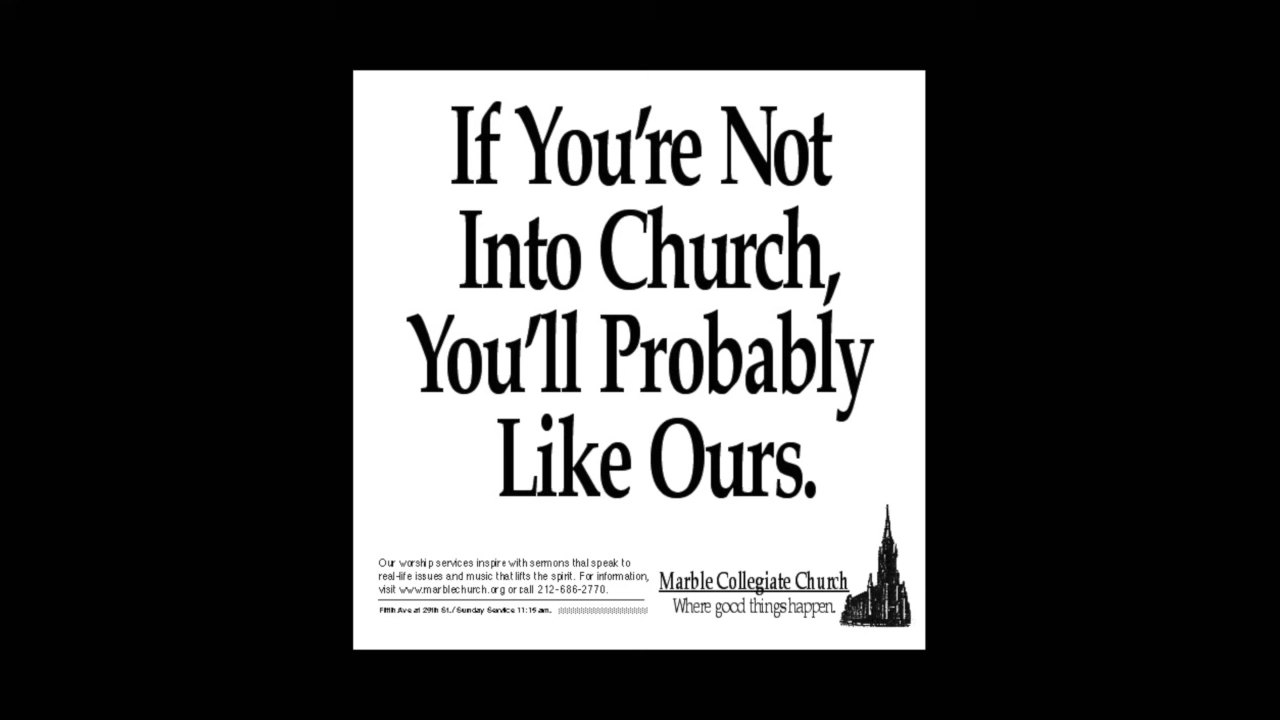 If You're Not
Into Church,
You'll Probably
Like Ours.
Our worship services inspire with sermons that speak to
real-life issues and music that lifts the spirit. For information,
visit www.marblechurch.org or call 212-686-2770.
Fifth Ave at 29th St./Sunday Service 11:15 am.
Marble Collegiate Church
Where good things happen.